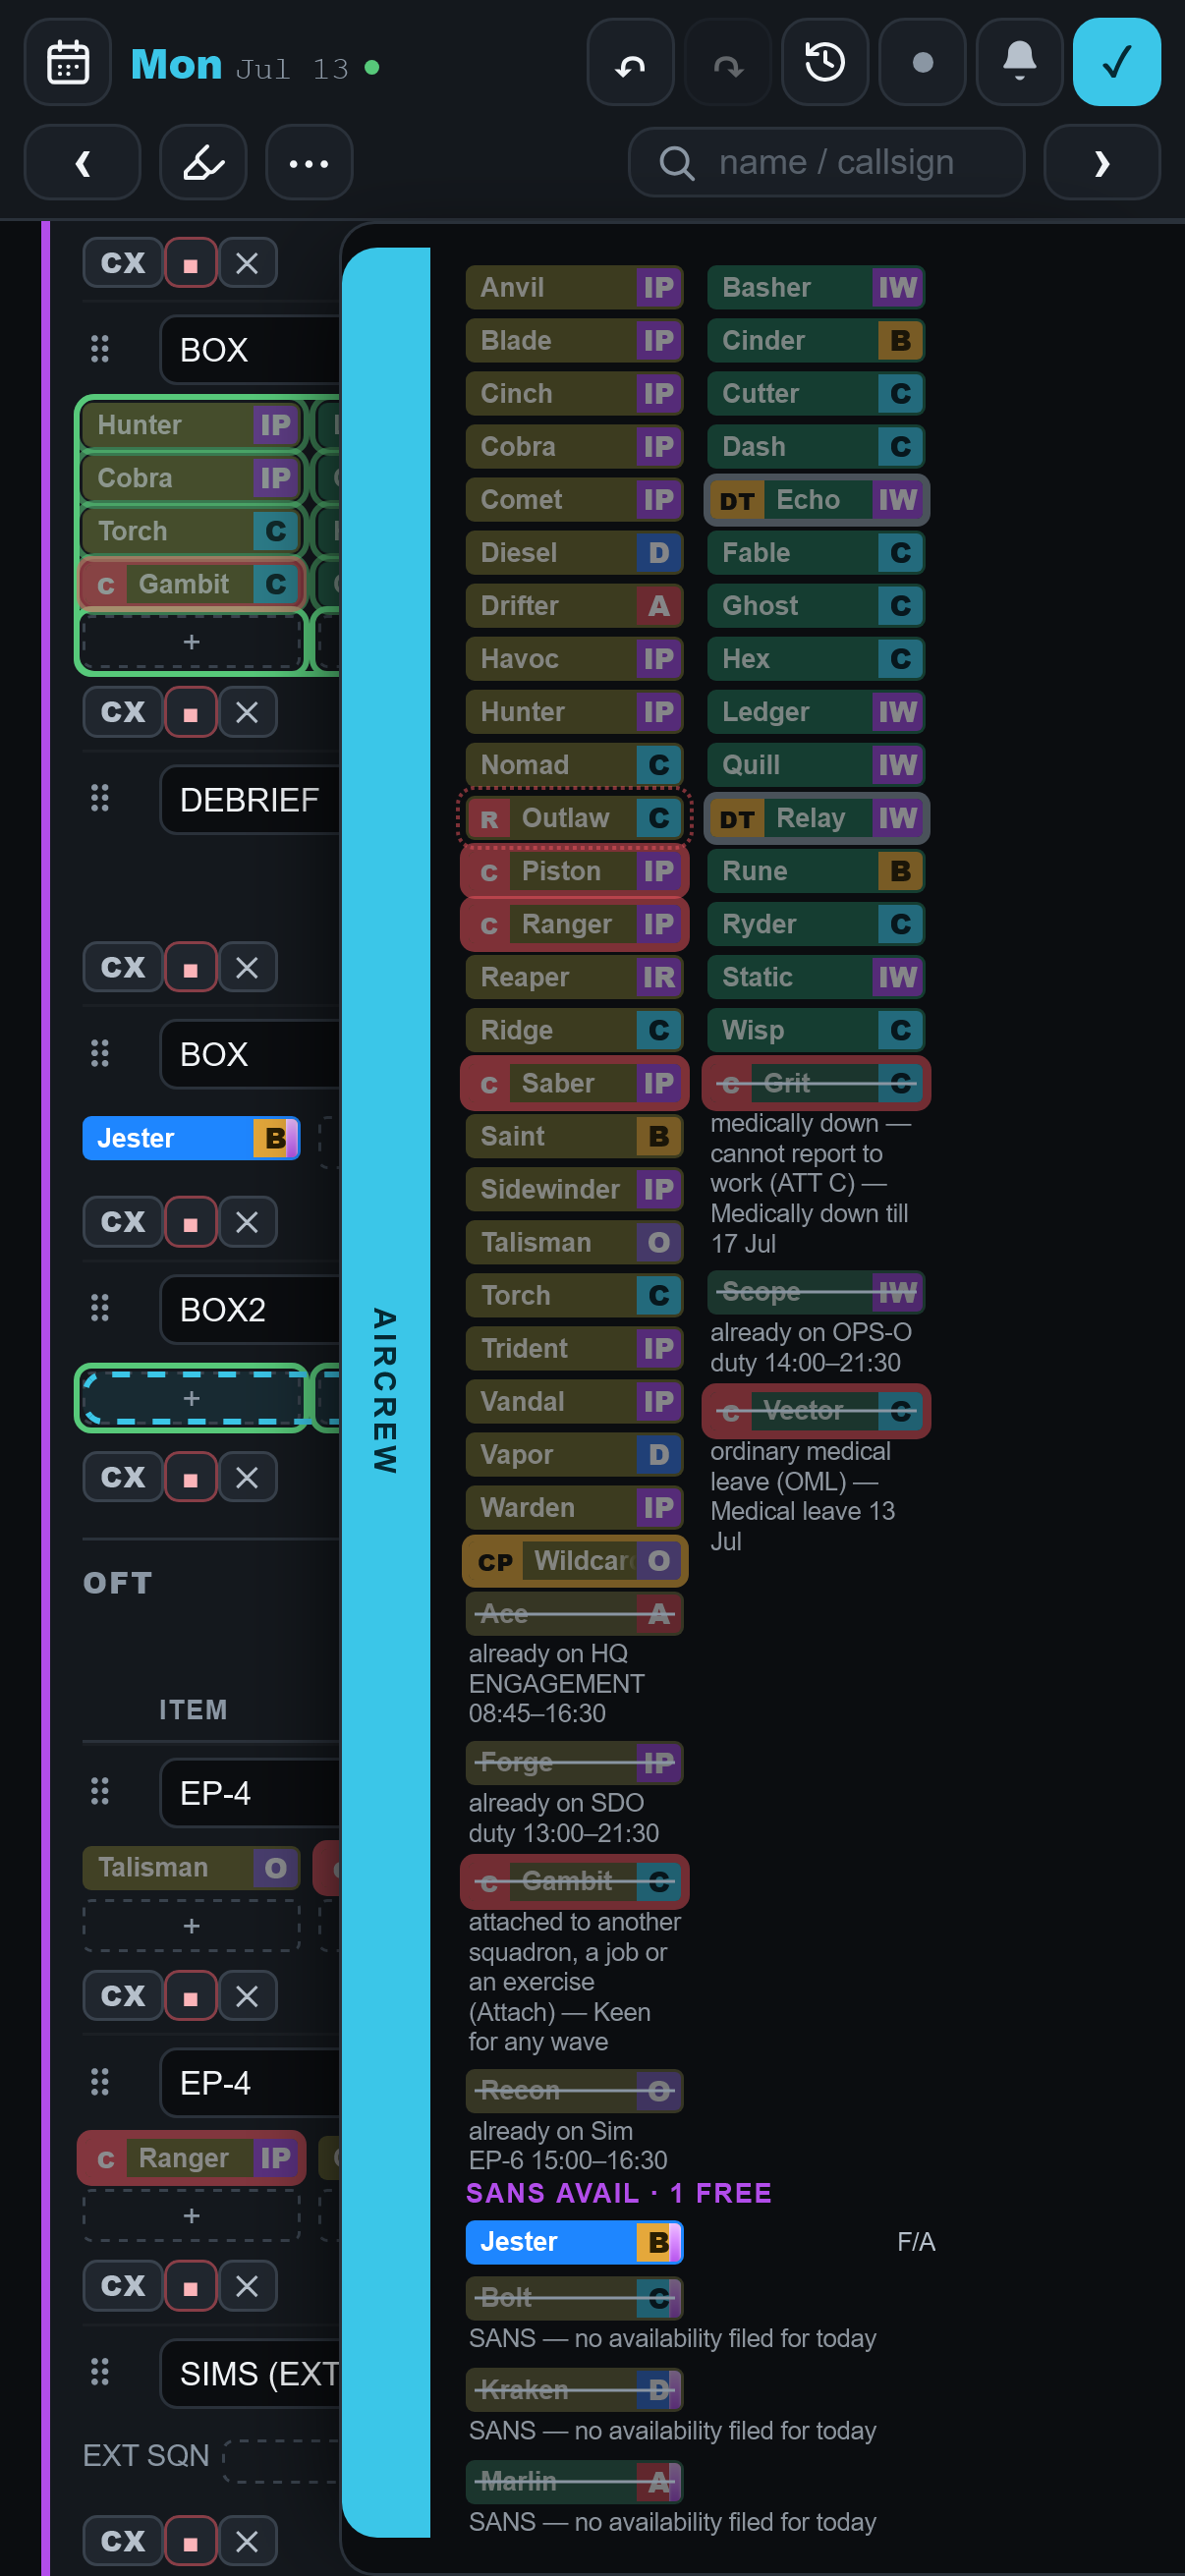 Mon Jul 13
name / callsign
CX
BOX
Hunter IP
Cobra IP
Torch C
C Gambit C
+
CX
DEBRIEF
CX
BOX
Jester B
CX
BOX2
+
CX
OFT
ITEM
EP-4
Talisman O
+
CX
EP-4
C Ranger IP
+
CX
SIMS (EXT
EXT SQN
CX
AIRCREW
Anvil IP
Blade IP
Cinch IP
Cobra IP
Comet IP
Diesel D
Drifter A
Havoc IP
Hunter IP
Nomad C
R Outlaw C
C Piston IP
C Ranger IP
Reaper IR
Ridge C
C Saber IP
Saint B
Sidewinder IP
Talisman O
Torch C
Trident IP
Vandal IP
Vapor D
Warden IP
CP Wildcard O
Ace A
already on HQ
ENGAGEMENT
08:45–16:30
Forge IP
already on SDO
duty 13:00–21:30
C Gambit C
attached to another
squadron, a job or
an exercise
(Attach) — Keen
for any wave
Recon O
already on Sim
EP-6 15:00–16:30
Basher IW
Cinder B
Cutter C
Dash C
DT Echo IW
Fable C
Ghost C
Hex C
Ledger IW
Quill IW
DT Relay IW
Rune B
Ryder C
Static IW
Wisp C
C Grit C
medically down —
cannot report to
work (ATT C) —
Medically down till
17 Jul
Scope IW
already on OPS-O
duty 14:00–21:30
C Vector C
ordinary medical
leave (OML) —
Medical leave 13
Jul
SANS AVAIL · 1 FREE
Jester B F/A
Bolt C
SANS — no availability filed for today
Kraken D
SANS — no availability filed for today
Marlin A
SANS — no availability filed for today